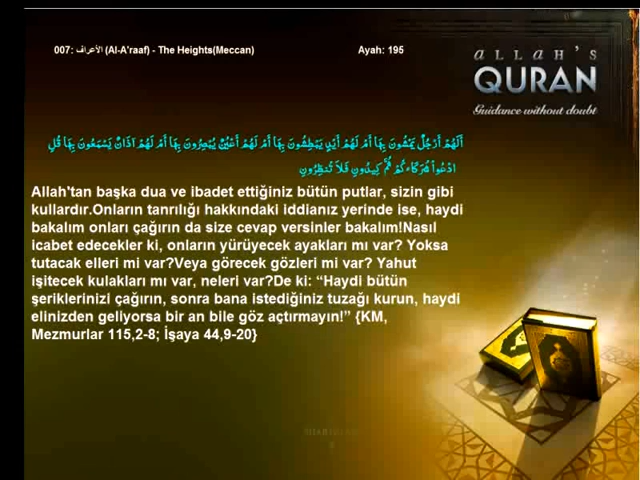 007: الأعراف (Al-A'raaf) - The Heights(Meccan)
Ayah: 195
ALLAH'S
QURAN
Guidance without doubt
أَلَهُمْ أَرْجُلٌ يَمْشُونَ بِهَا أَمْ لَهُمْ أَيْدٍ يَبْطِشُونَ بِهَا أَمْ لَهُمْ أَعْيُنٌ يُبْصِرُونَ بِهَا أَمْ لَهُمْ آذَانٌ يَسْمَعُونَ بِهَا قُلِ
ادْعُواْ شُرَكَاءكُمْ ثُمَّ كِيدُونِ فَلاَ تُنظِرُونِ
Allah'tan başka dua ve ibadet ettiğiniz bütün putlar, sizin gibi
kullardır.Onların tanrılığı hakkındaki iddianız yerinde ise, haydi
bakalım onları çağırın da size cevap versinler bakalım!Nasıl
icabet edecekler ki, onların yürüyecek ayakları mı var? Yoksa
tutacak elleri mi var?Veya görecek gözleri mi var? Yahut
işitecek kulakları mı var, neleri var?De ki: “Haydi bütün
şeriklerinizi çağırın, sonra bana istediğiniz tuzağı kurun, haydi
elinizden geliyorsa bir an bile göz açtırmayın!” {KM,
Mezmurlar 115,2-8; İşaya 44,9-20}